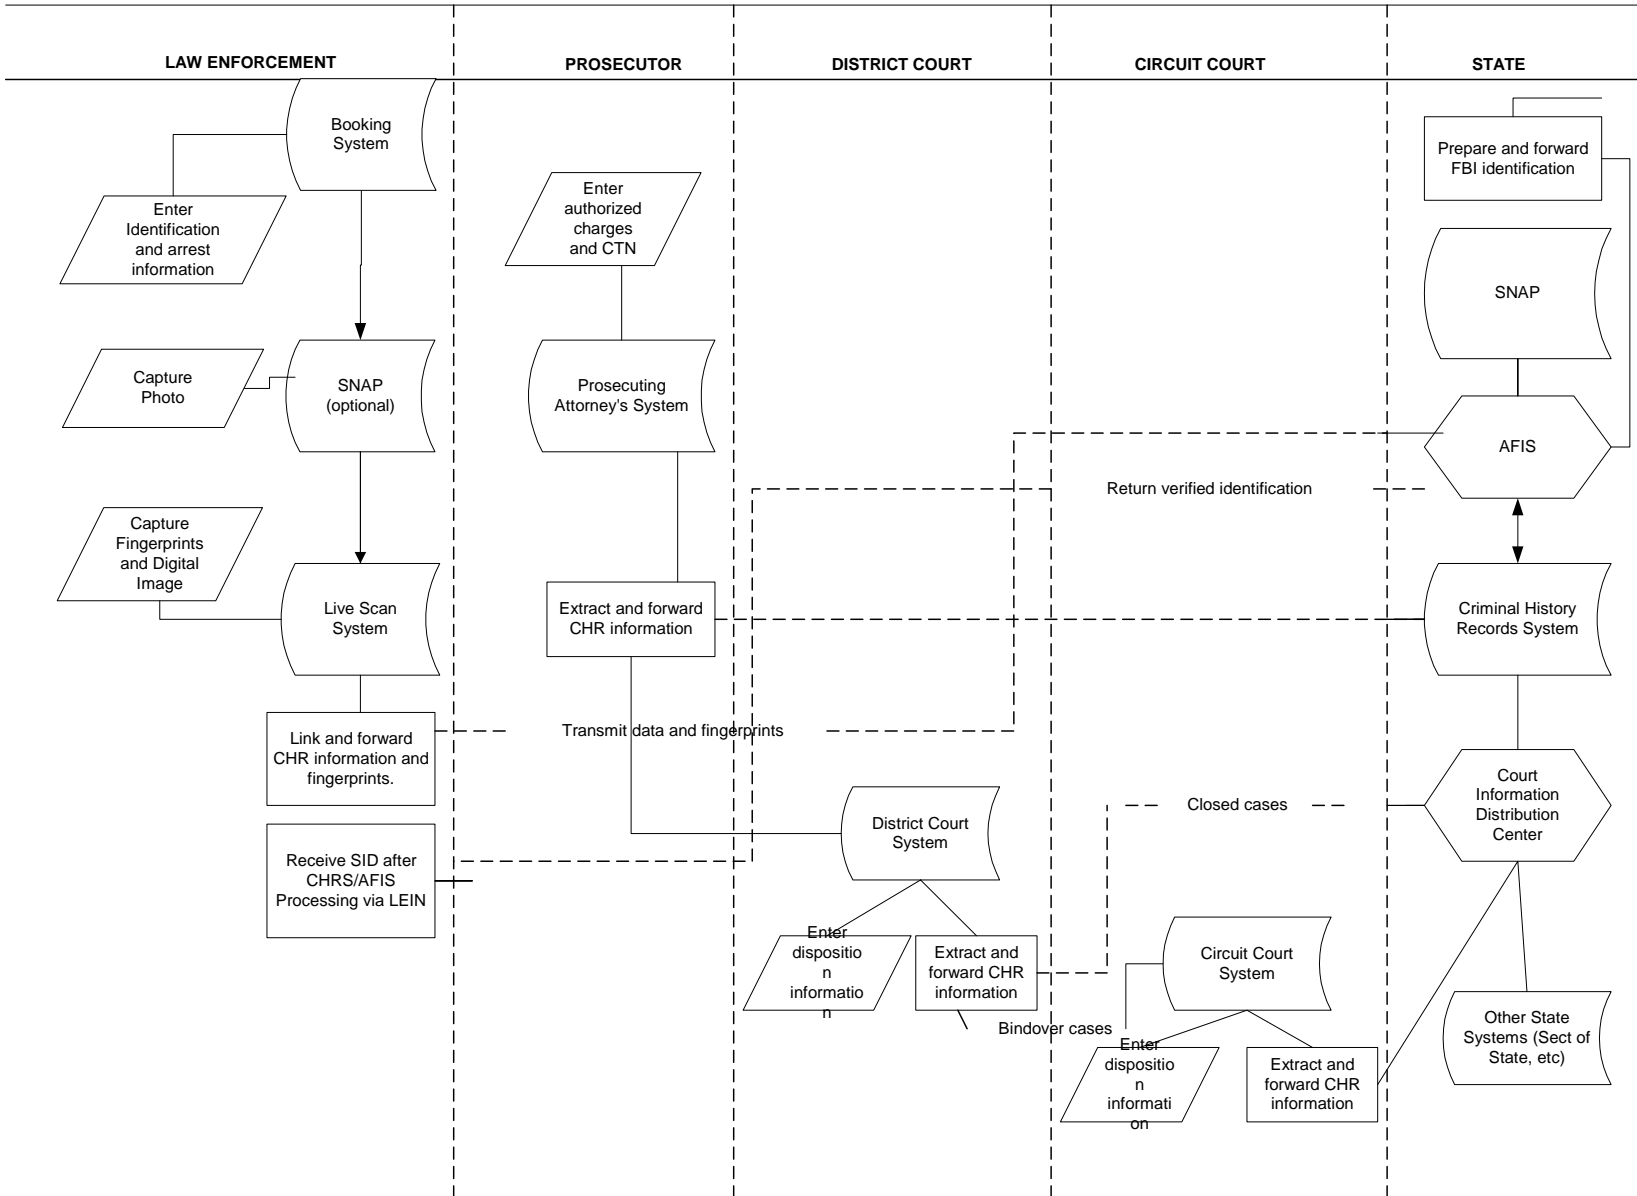 LAW ENFORCEMENT
PROSECUTOR
DISTRICT COURT
CIRCUIT COURT
STATE
Booking
System
Enter
Identification
and arrest
information
Capture
Photo
SNAP
(optional)
Capture
Fingerprints
and Digital
Image
Live Scan
System
Link and forward
CHR information and
fingerprints.
Receive SID after
CHRS/AFIS
Processing via LEIN
Enter
authorized
charges
and CTN
Prosecuting
Attorney's System
Extract and forward
CHR information
Transmit data and fingerprints
District Court
System
Enter
dispositio
n
informatio
n
Extract and
forward CHR
information
Bindover cases
Return verified identification
Closed cases
Circuit Court
System
Enter
dispositio
n
informati
on
Extract and
forward CHR
information
Prepare and forward
FBI identification
SNAP
AFIS
Criminal History
Records System
Court
Information
Distribution
Center
Other State
Systems (Sect of
State, etc)